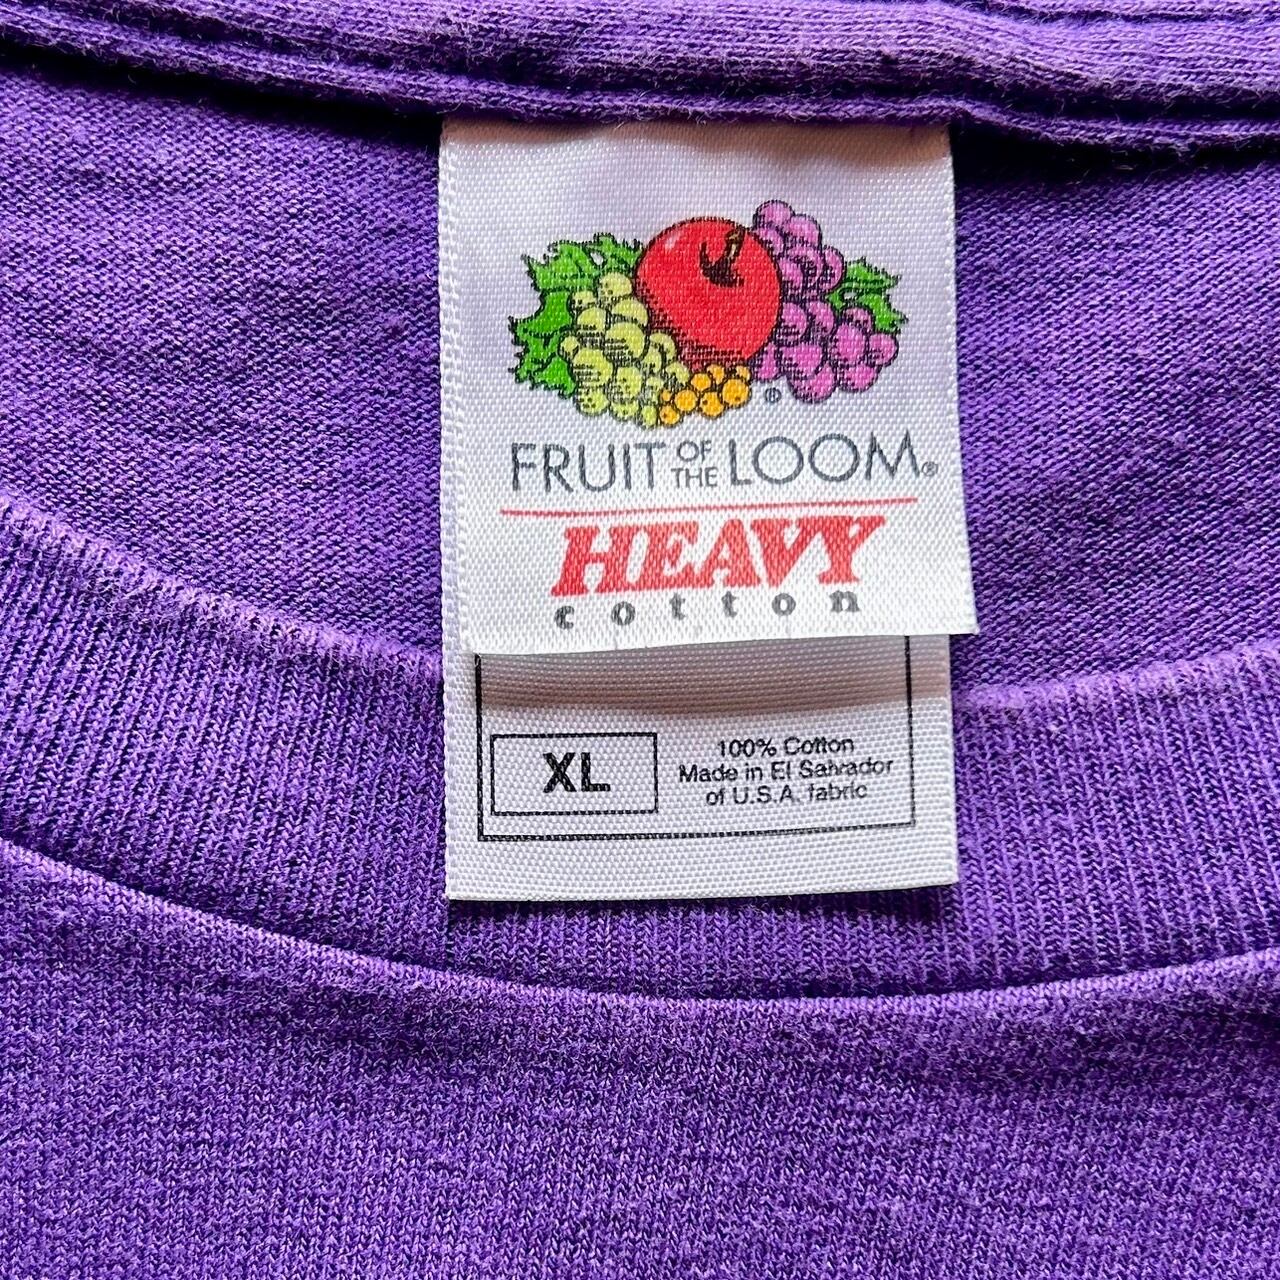 ®
FRUIT OF THE LOOM®
HEAVY
cotton
XL
100% Cotton
Made in El Salvador
of U.S.A. fabric